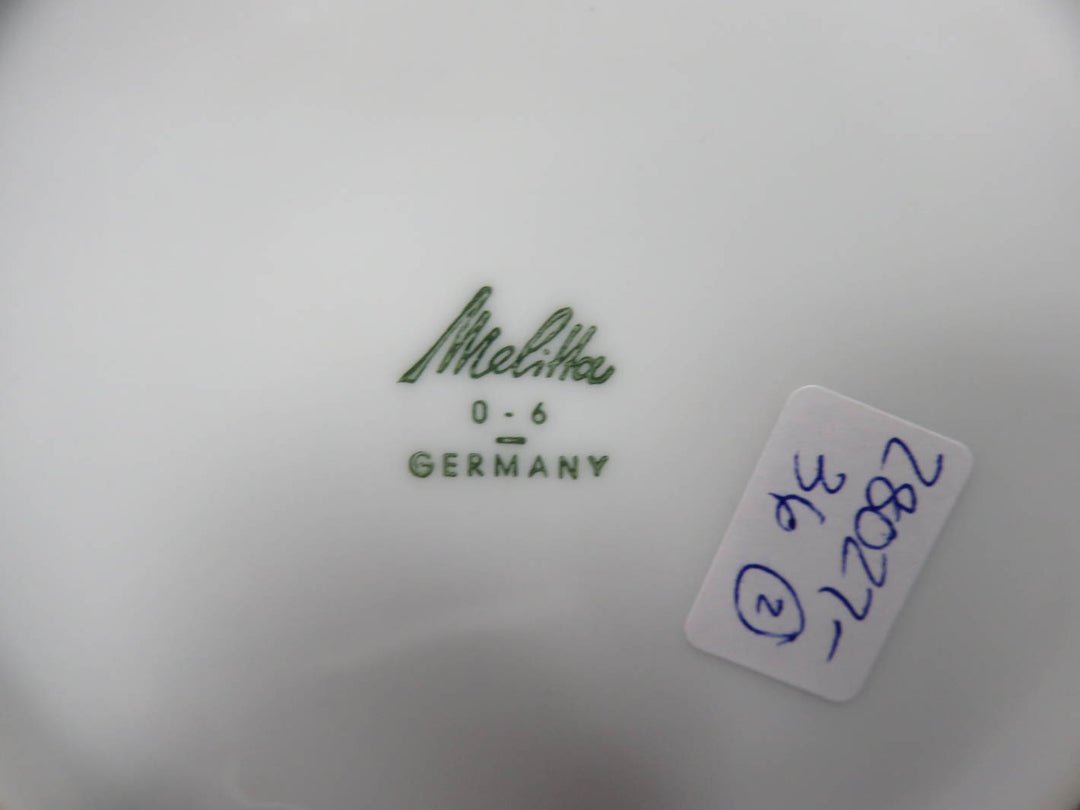 Melitta
0 - 6
GERMANY
28027-
36 2